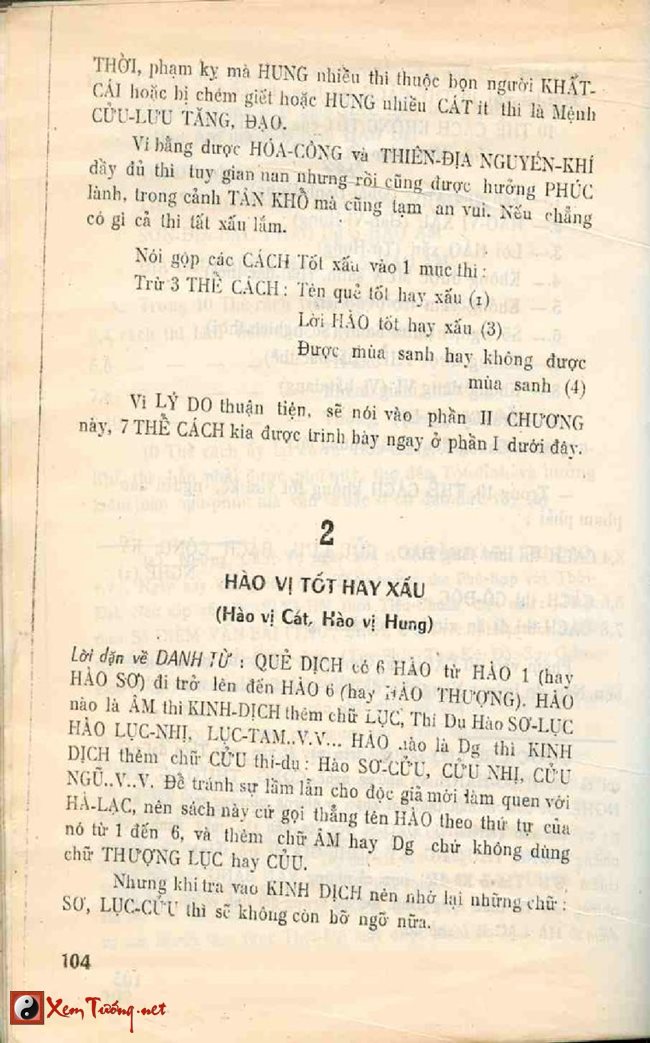 THỜI, phạm kỵ mà HUNG nhiều thì thuộc bọn người KHẤT-
CÁI hoặc bị chém giết hoặc HUNG nhiều CÁT ít thì là Mệnh
CỬU-LƯU TĂNG, ĐẠO.
Ví bằng được HÓA-CÔNG và THIÊN-ĐỊA NGUYÊN-KHÍ
đầy đủ thì tuy gian nan nhưng rồi cũng được hưởng PHÚC
lành, trong cảnh TÂN KHỔ mà cũng tạm an vui. Nếu chẳng
có gì cả thì tất xấu lắm.
Nói gộp các CÁCH Tốt xấu vào 1 mục thì :
Trừ 3 THỀ CÁCH : Tên quẻ tốt hay xấu (1)
Lời HÀO tốt hay xấu (3)
Được mùa sanh hay không được
mùa sanh (4)
Vì LÝ DO thuận tiện, sẽ nói vào phần II CHƯƠNG
này, 7 THỀ CÁCH kia được trình bày ngay ở phần I dưới đây.
2
HÀO VỊ TỐT HAY XẤU
(Hào vị Cát, Hào vị Hung)
Lời dặn về DANH TỪ : QUẺ DỊCH có 6 HÀO từ HÀO 1 (hay
HÀO SƠ) đi trở lên đến HÀO 6 (hay HÀO THƯỢNG). HÀO
nào là ÂM thì KINH-DỊCH thêm chữ LỤC, Thí Dụ Hào SƠ-LỤC
HÀO LỤC-NHỊ, LỤC-TAM..V.V... HÀO nào là Dg thì KINH
DỊCH thêm chữ CỬU thí-dụ : Hào SƠ-CỬU, CỬU NHỊ, CỬU
NGŨ..V..V. Đề tránh sự lầm lẫn cho độc giả mới làm quen với
HÀ-LẠC, nên sách này cứ gọi thẳng tên HÀO theo thứ tự của
nó từ 1 đến 6, và thêm chữ ÂM hay Dg chứ không dùng
chữ THƯỢNG LỤC hay CỬU.
Nhưng khi tra vào KINH DỊCH nên nhớ lại những chữ :
SƠ, LỤC-CỬU thì sẽ không còn bỡ ngỡ nữa.
104
XemTướng.net